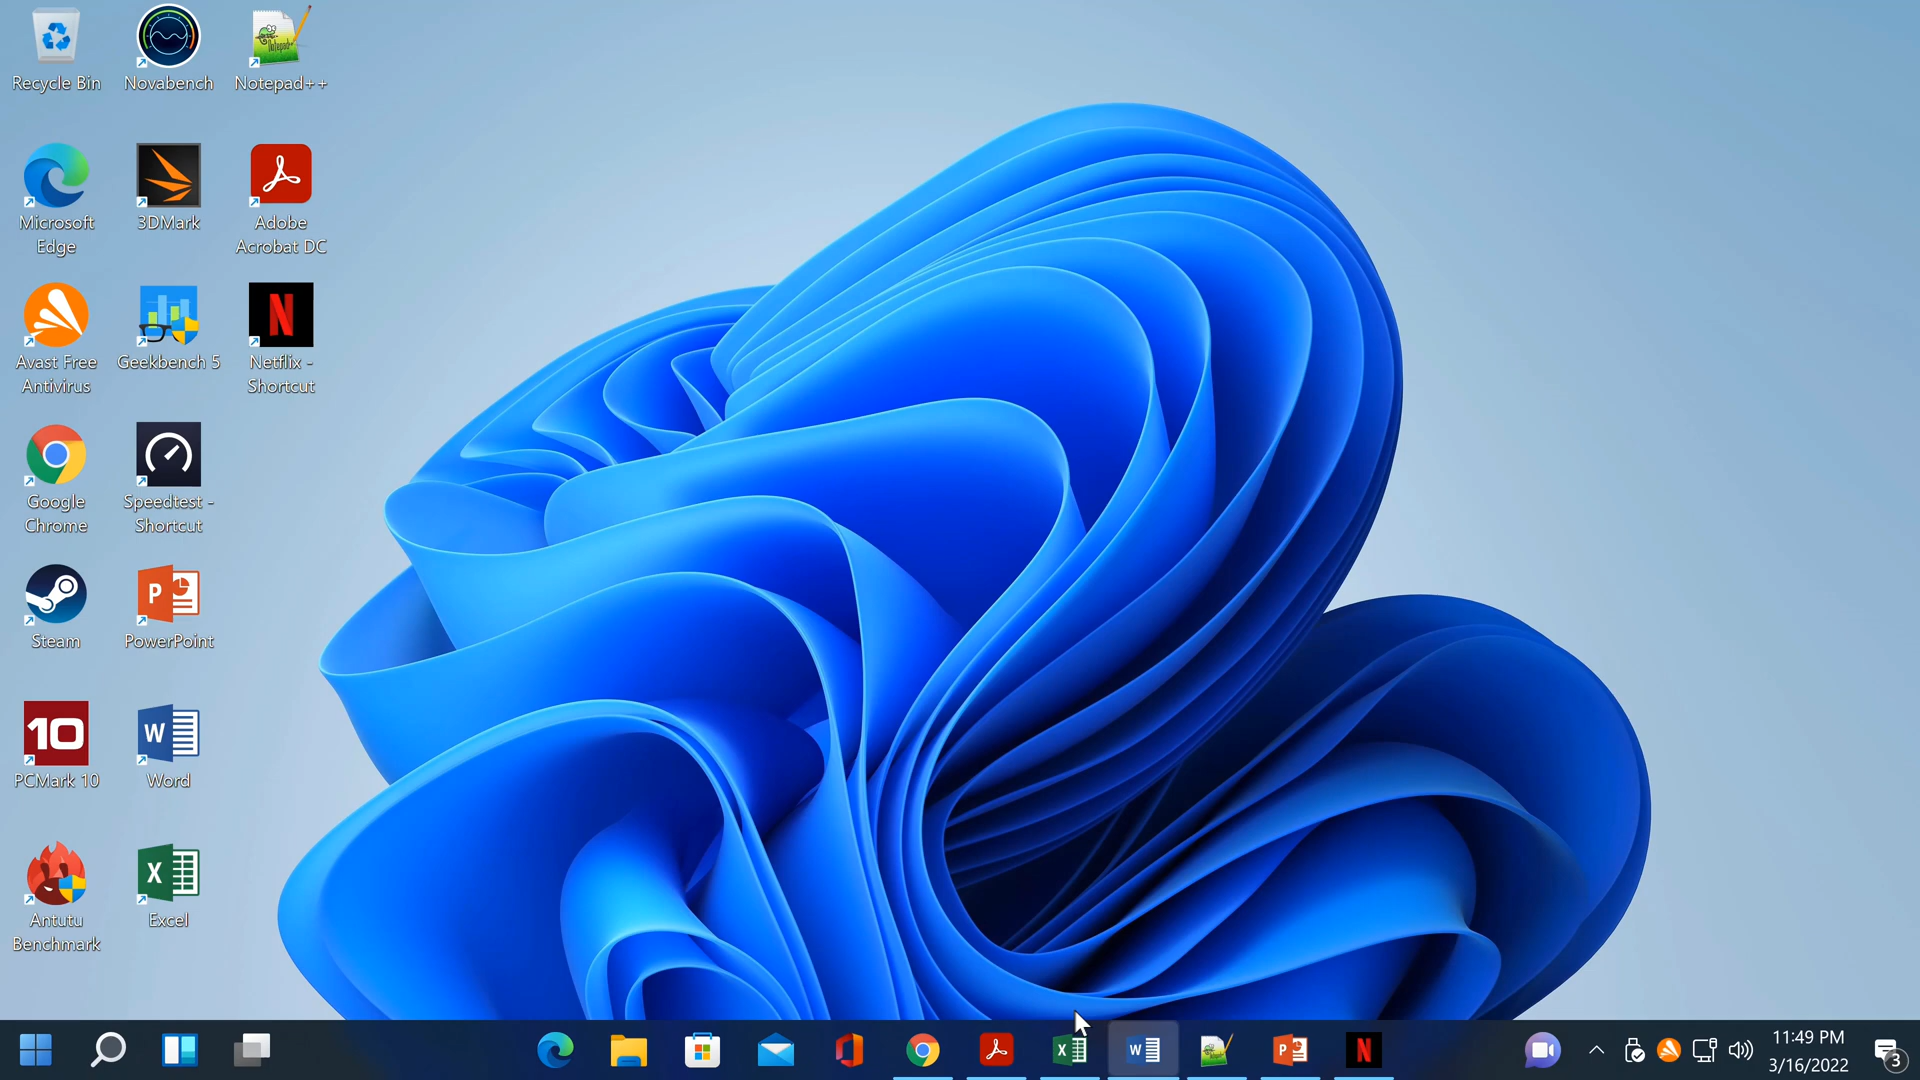 Recycle Bin
Novabench
Notepad++
Microsoft
Edge
3DMark
Adobe
Acrobat DC
Avast Free
Antivirus
Geekbench 5
N
Netflix -
Shortcut
Google
Chrome
Speedtest -
Shortcut
Steam
P
PowerPoint
10
PCMark 10
W
Word
Antutu
Benchmark
X
Excel
X
W
P
N
11:49 PM
3/16/2022
3